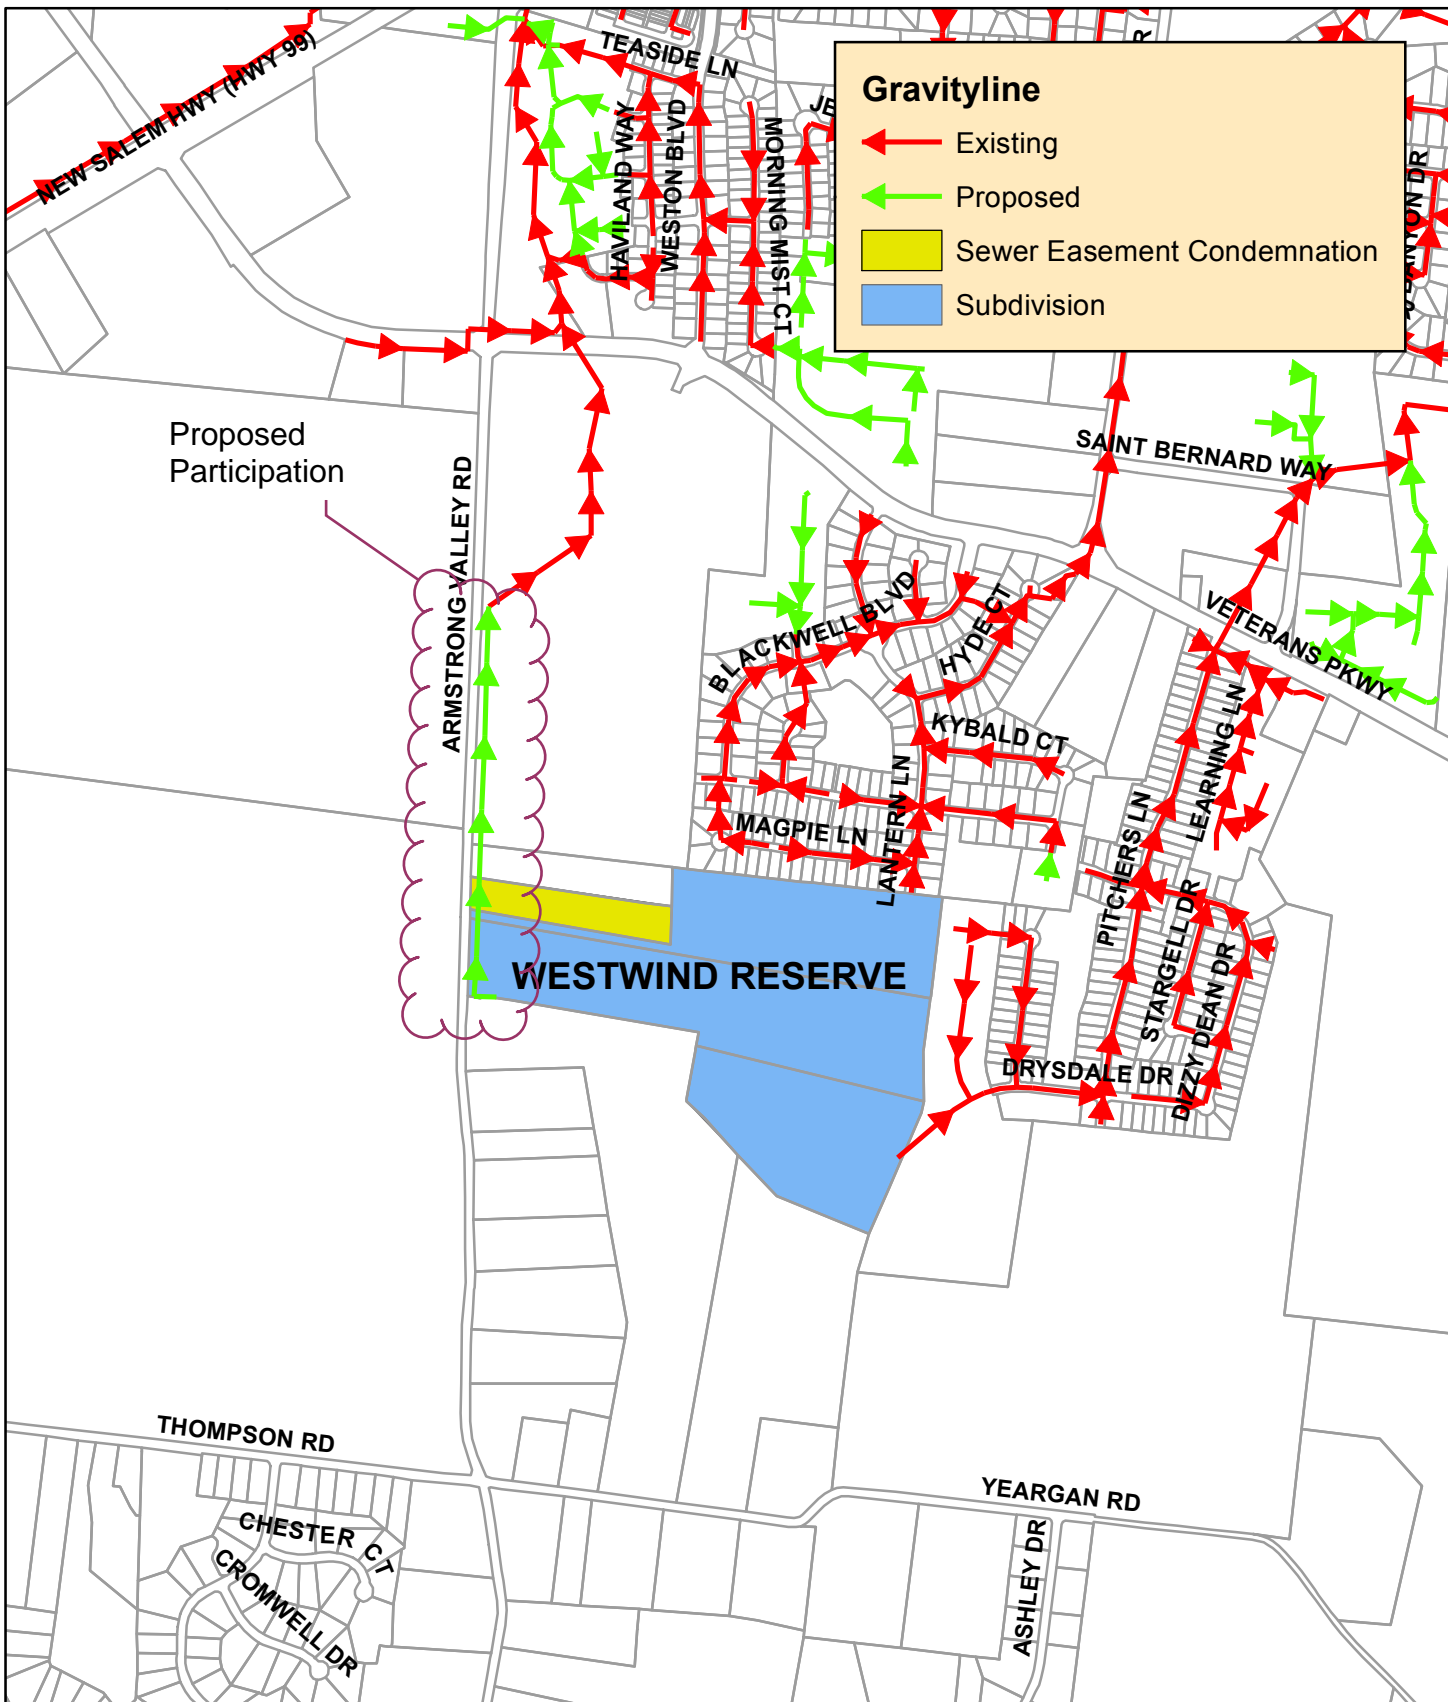 TEASIDE LN
NEW SALEM HWY (HWY 99)
HAVILAND WAY
WESTON BLVD
MORNING MIST CT
Gravityline
Existing
Proposed
Sewer Easement Condemnation
Subdivision
Proposed
Participation
ARMSTRONG VALLEY RD
SAINT BERNARD WAY
VETERANS PKWY
BLACKWELL BLVD
HYDE CT
KYBALD CT
LANTERN LN
MAGPIE LN
PITCHERS LN
LEARNING LN
STARGELL DR
DIZZY DEAN DR
DRYSDALE DR
WESTWIND RESERVE
THOMPSON RD
YEARGAN RD
CHESTER CT
CROMWELL DR
ASHLEY DR